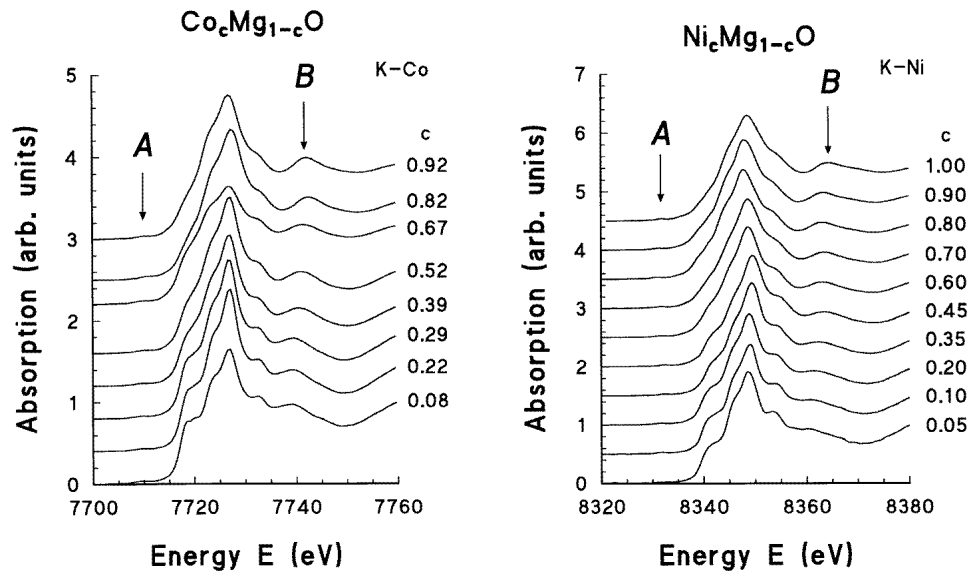 CocMg1-cO
K-Co
B
A
c
5
4
3
2
1
0
0.92
0.82
0.67
0.52
0.39
0.29
0.22
0.08
Absorption (arb. units)
7700 7720 7740 7760
Energy E (eV)
NicMg1-cO
K-Ni
B
A
c
7
6
5
4
3
2
1
0
1.00
0.90
0.80
0.70
0.60
0.45
0.35
0.20
0.10
0.05
Absorption (arb. units)
8320 8340 8360 8380
Energy E (eV)